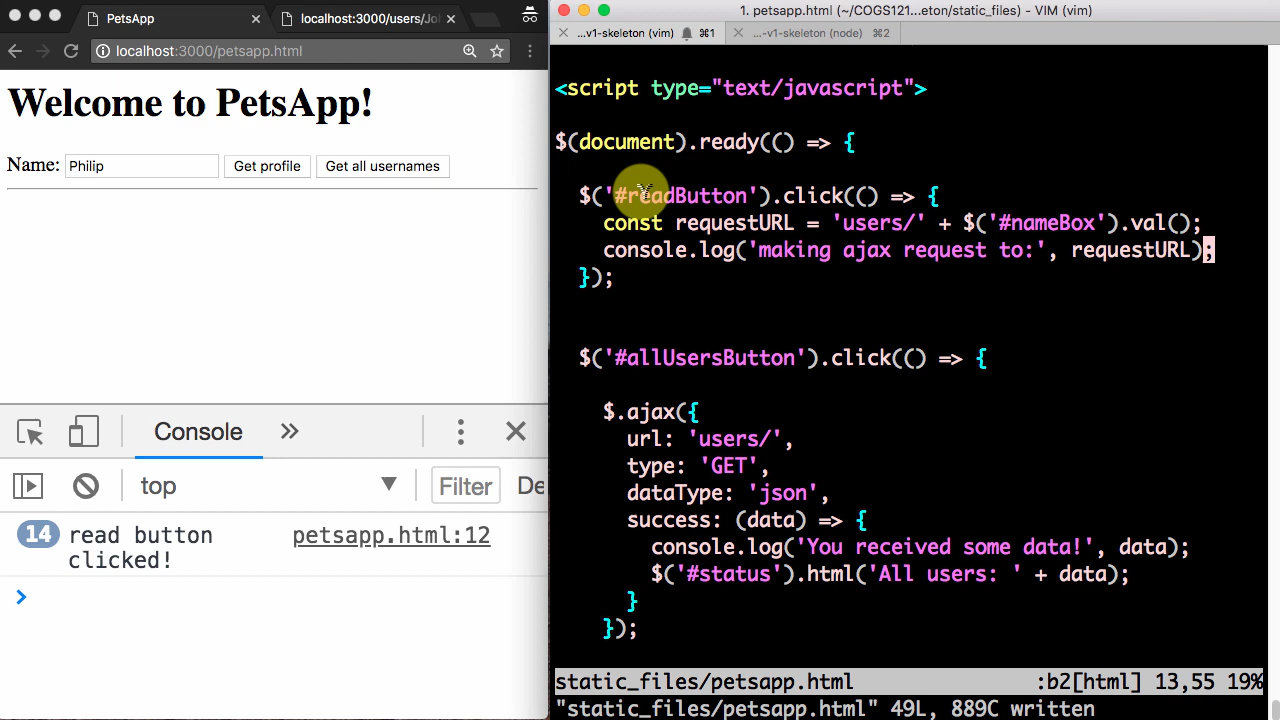 PetsApp
localhost:3000/users/Jo
localhost:3000/petsapp.html
Welcome to PetsApp!
Name: Philip Get profile Get all usernames
Console
top Filter De
14 read button petsapp.html:12
clicked!
1. petsapp.html (~/COGS121...eton/static_files) - VIM (vim)
...v1-skeleton (vim) ⌘1 ...-v1-skeleton (node) ⌘2
<script type="text/javascript">
$(document).ready(() => {
$('#readButton').click(() => {
const requestURL = 'users/' + $('#nameBox').val();
console.log('making ajax request to:', requestURL);
});
$('#allUsersButton').click(() => {
$.ajax({
url: 'users/',
type: 'GET',
dataType: 'json',
success: (data) => {
console.log('You received some data!', data);
$('#status').html('All users: ' + data);
}
});
static_files/petsapp.html :b2[html] 13,55 19%
"static_files/petsapp.html" 49L, 889C written